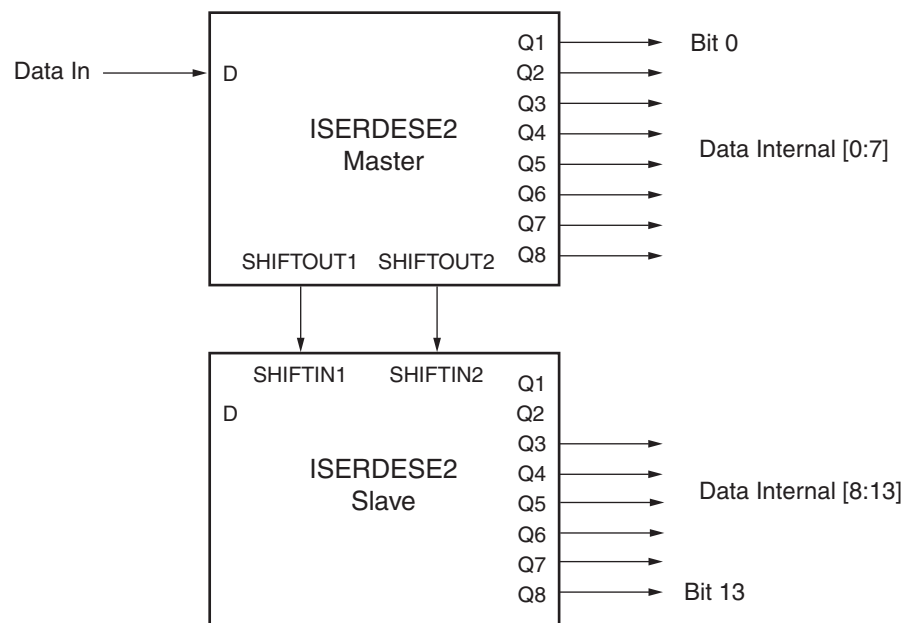 Data In
D
ISERDESE2
Master
Q1
Q2
Q3
Q4
Q5
Q6
Q7
Q8
Bit 0
Data Internal [0:7]
SHIFTOUT1 SHIFTOUT2
SHIFTIN1 SHIFTIN2
D
ISERDESE2
Slave
Q1
Q2
Q3
Q4
Q5
Q6
Q7
Q8
Data Internal [8:13]
Bit 13